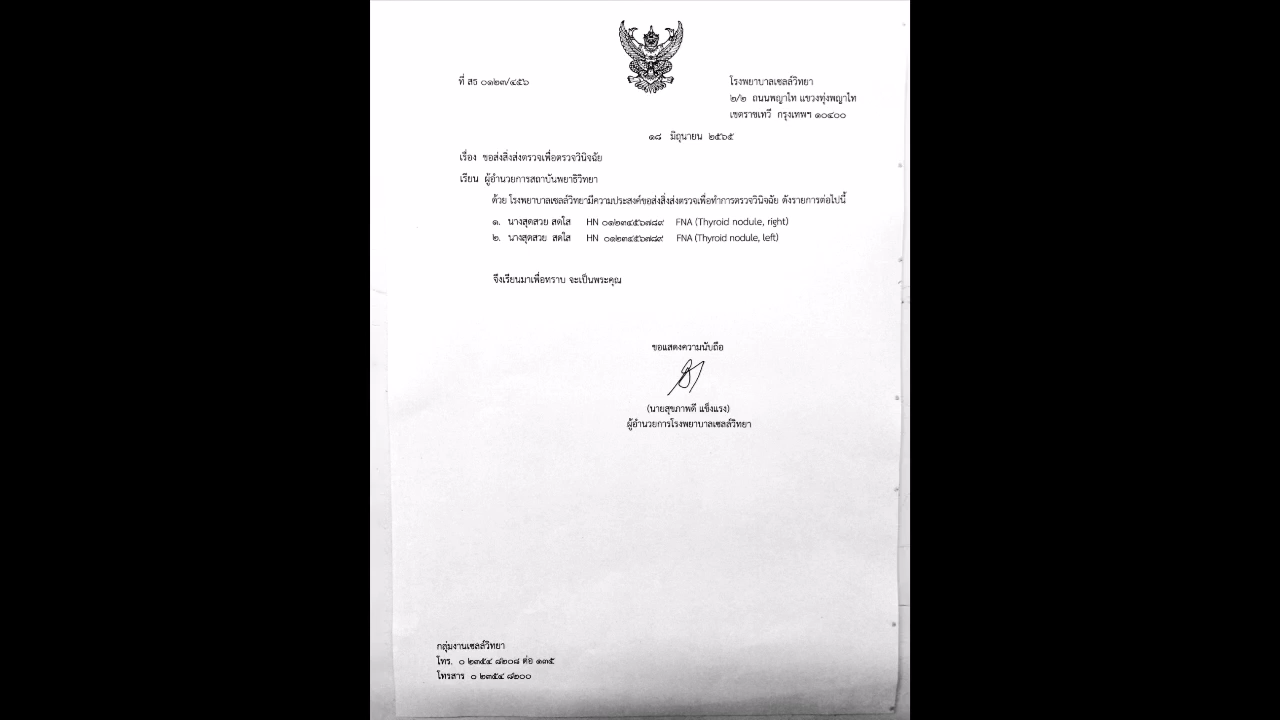 ที่ สธ ๐๑๒๓/๔๕๖
โรงพยาบาลเซลล์วิทยา
๒/๒ ถนนพญาไท แขวงทุ่งพญาไท
เขตราชเทวี กรุงเทพฯ ๑๐๔๐๐
๑๘ มิถุนายน ๒๕๖๕
เรื่อง ขอส่งสิ่งส่งตรวจเพื่อตรวจวินิจฉัย
เรียน ผู้อำนวยการสถาบันพยาธิวิทยา
ด้วย โรงพยาบาลเซลล์วิทยามีความประสงค์ขอส่งสิ่งส่งตรวจเพื่อทำการตรวจวินิจฉัย ดังรายการต่อไปนี้
๑. นางสุดสวย สดใส HN ๐๑๒๓๔๕๖๗๘๙ FNA (Thyroid nodule, right)
๒. นางสุดสวย สดใส HN ๐๑๒๓๔๕๖๗๘๙ FNA (Thyroid nodule, left)
จึงเรียนมาเพื่อทราบ จะเป็นพระคุณ
ขอแสดงความนับถือ
(นายสุขภาพดี แข็งแรง)
ผู้อำนวยการโรงพยาบาลเซลล์วิทยา
กลุ่มงานเซลล์วิทยา
โทร. ๐ ๒๓๕๔ ๘๒๐๘ ต่อ ๑๓๕
โทรสาร ๐ ๒๓๕๔ ๘๒๐๐